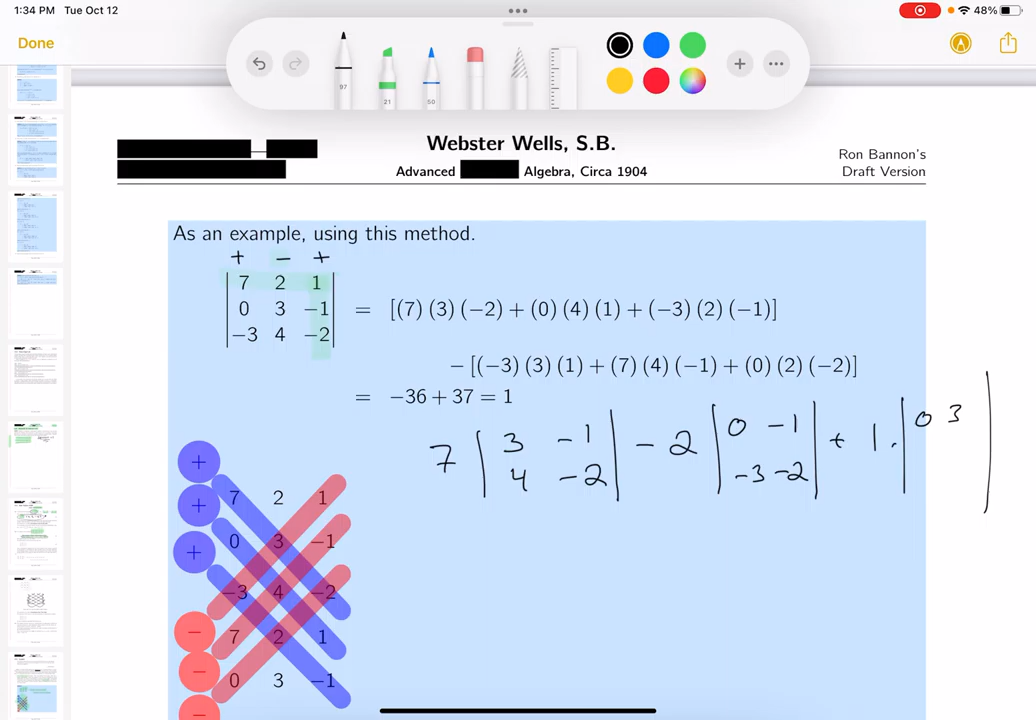 1:34 PM Tue Oct 12 48%
Done
97 21 50
Webster Wells, S.B.
Advanced Algebra, Circa 1904
Ron Bannon's
Draft Version
As an example, using this method.
+ − +
7 2 1
0 3 −1 = [(7) (3) (−2) + (0) (4) (1) + (−3) (2) (−1)]
−3 4 −2
− [(−3) (3) (1) + (7) (4) (−1) + (0) (2) (−2)]
= −36 + 37 = 1
7 | 3 −1 | − 2 | 0 −1 | + 1 · | 0 3 |
| 4 −2 | | −3 −2 |
+
+ 7 2 1
+ 0 3 −1
−3 4 −2
− 7 2 1
− 0 3 −1
−